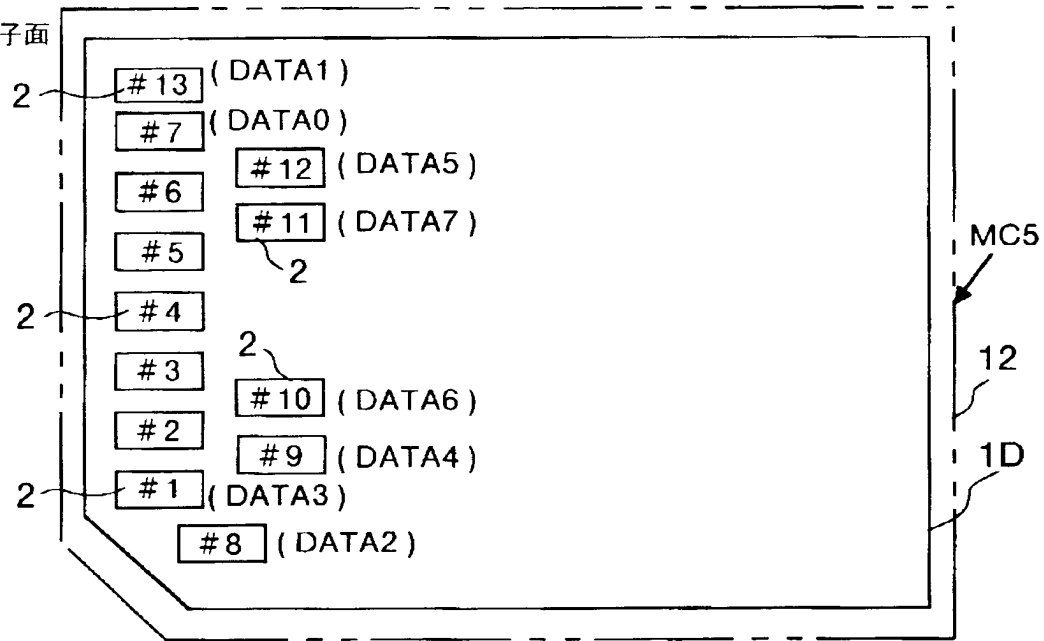 子面
2 #13 (DATA1)
#7 (DATA0)
#12 (DATA5)
#6
#11 (DATA7)
MC5
#5
2
2 #4
2
12
#3
#10 (DATA6)
#2
#9 (DATA4)
1D
2 #1 (DATA3)
#8 (DATA2)